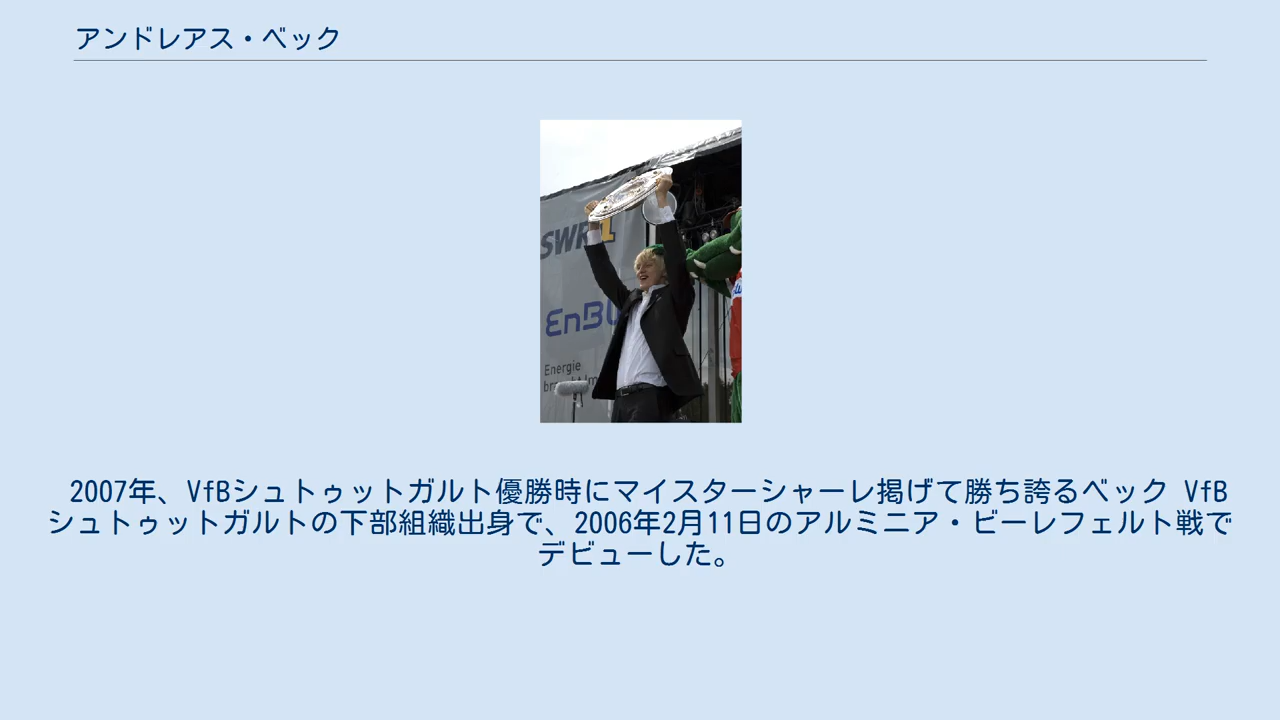 アンドレアス・ベック
SWR1
EnB
Energie
2007年、VfBシュトゥットガルト優勝時にマイスターシャーレ掲げて勝ち誇るベック VfB
シュトゥットガルトの下部組織出身で、2006年2月11日のアルミニア・ビーレフェルト戦で
デビューした。